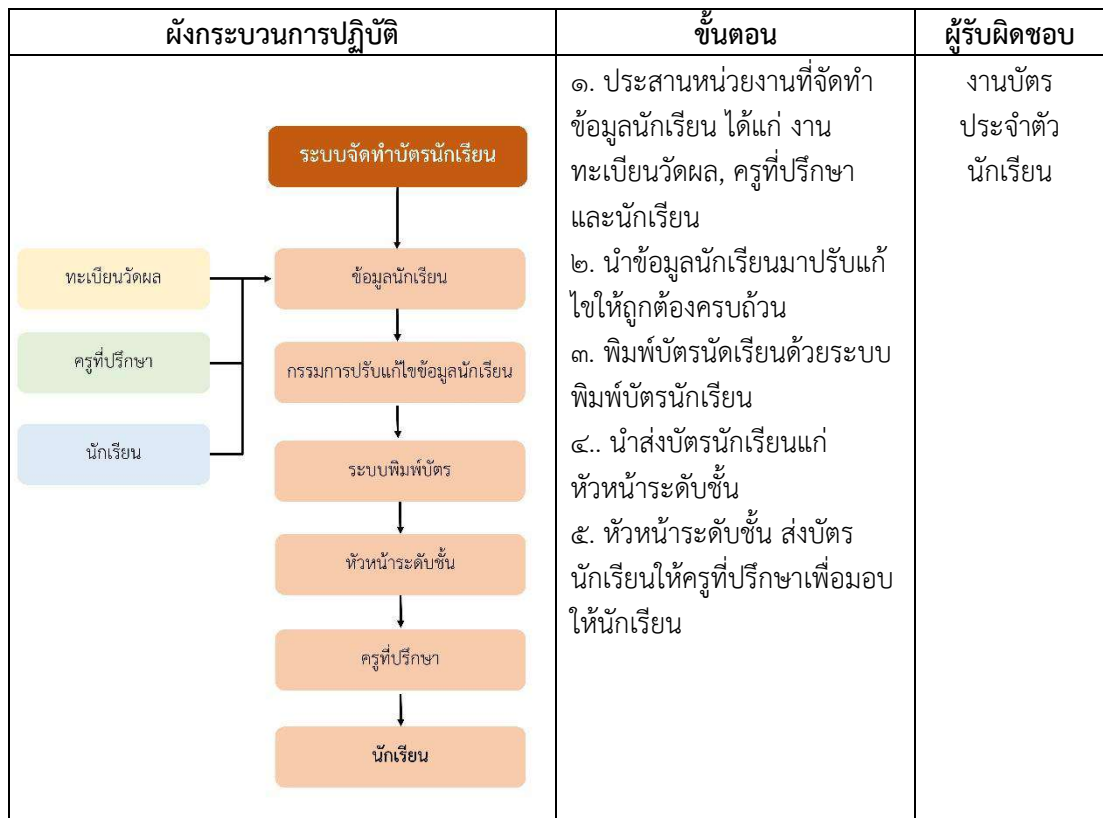 ผังกระบวนการปฏิบัติ
ขั้นตอน
ผู้รับผิดชอบ
ระบบจัดทำบัตรนักเรียน
ทะเบียนวัดผล
ข้อมูลนักเรียน
ครูที่ปรึกษา
กรรมการปรับแก้ไขข้อมูลนักเรียน
นักเรียน
ระบบพิมพ์บัตร
หัวหน้าระดับชั้น
ครูที่ปรึกษา
นักเรียน
๑. ประสานหน่วยงานที่จัดทำ
ข้อมูลนักเรียน ได้แก่ งาน
ทะเบียนวัดผล, ครูที่ปรึกษา
และนักเรียน
๒. นำข้อมูลนักเรียนมาปรับแก้
ไขให้ถูกต้องครบถ้วน
๓. พิมพ์บัตรนัดเรียนด้วยระบบ
พิมพ์บัตรนักเรียน
๔.. นำส่งบัตรนักเรียนแก่
หัวหน้าระดับชั้น
๕. หัวหน้าระดับชั้น ส่งบัตร
นักเรียนให้ครูที่ปรึกษาเพื่อมอบ
ให้นักเรียน
งานบัตร
ประจำตัว
นักเรียน